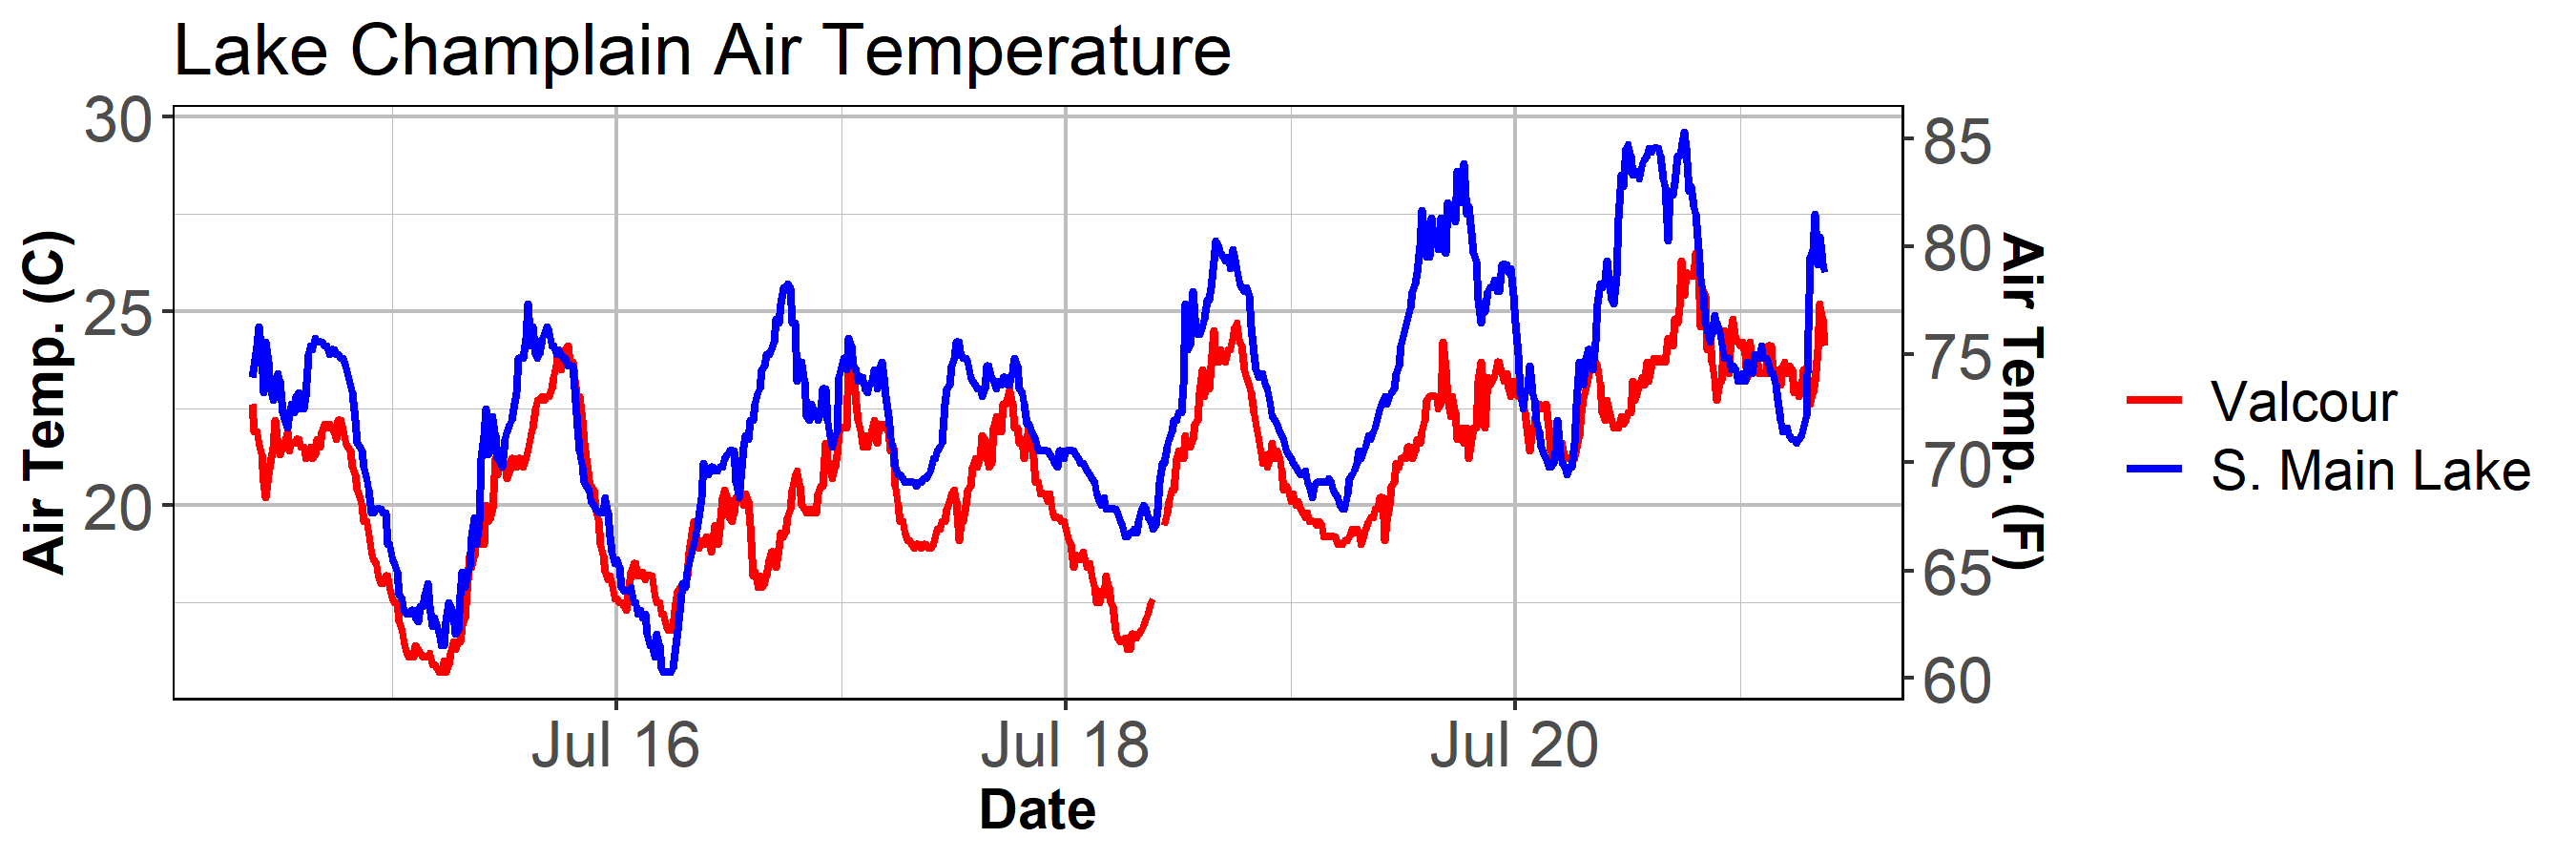 Lake Champlain Air Temperature
30
25
20
Air Temp. (C)
85
80
75
70
65
60
Air Temp. (F)
Jul 16
Jul 18
Jul 20
Date
Valcour
S. Main Lake